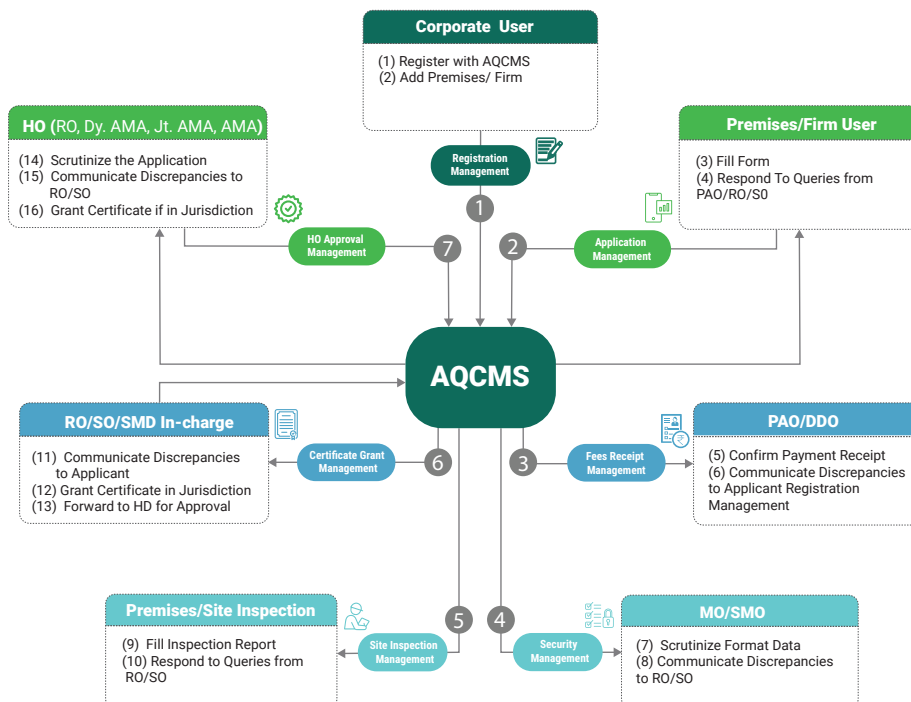 Corporate User
(1) Register with AQCMS
(2) Add Premises/ Firm
HO (RO, Dy. AMA, Jt. AMA, AMA)
(14) Scrutinize the Application
(15) Communicate Discrepancies to
RO/SO
(16) Grant Certificate if in Jurisdiction
Premises/Firm User
(3) Fill Form
(4) Respond To Queries from
PAO/RO/S0
Registration
Management
1
HO Approval
Management
7
2
Application
Management
AQCMS
RO/SO/SMD In-charge
(11) Communicate Discrepancies
to Applicant
(12) Grant Certificate in Jurisdiction
(13) Forward to HD for Approval
Certificate Grant
Management
6
3
Fees Receipt
Management
PAO/DDO
(5) Confirm Payment Receipt
(6) Communicate Discrepancies
to Applicant Registration
Management
Premises/Site Inspection
(9) Fill Inspection Report
(10) Respond to Queries from
RO/SO
Site Inspection
Management
5
4
Security
Management
MO/SMO
(7) Scrutinize Format Data
(8) Communicate Discrepancies
to RO/SO